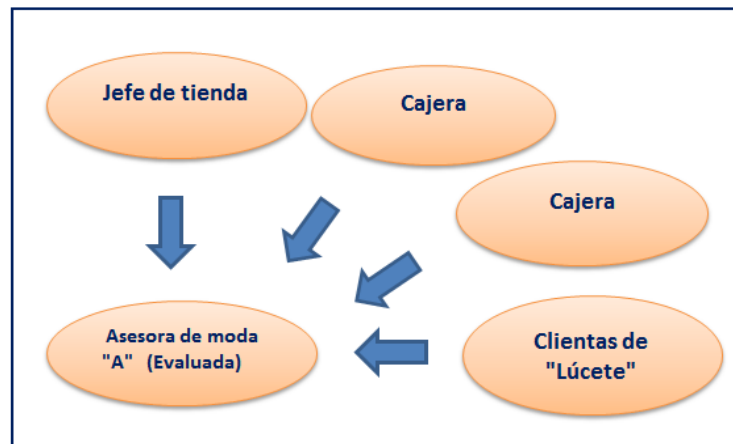 Jefe de tienda
Cajera
Cajera
Asesora de moda
"A" (Evaluada)
Clientas de
"Lúcete"